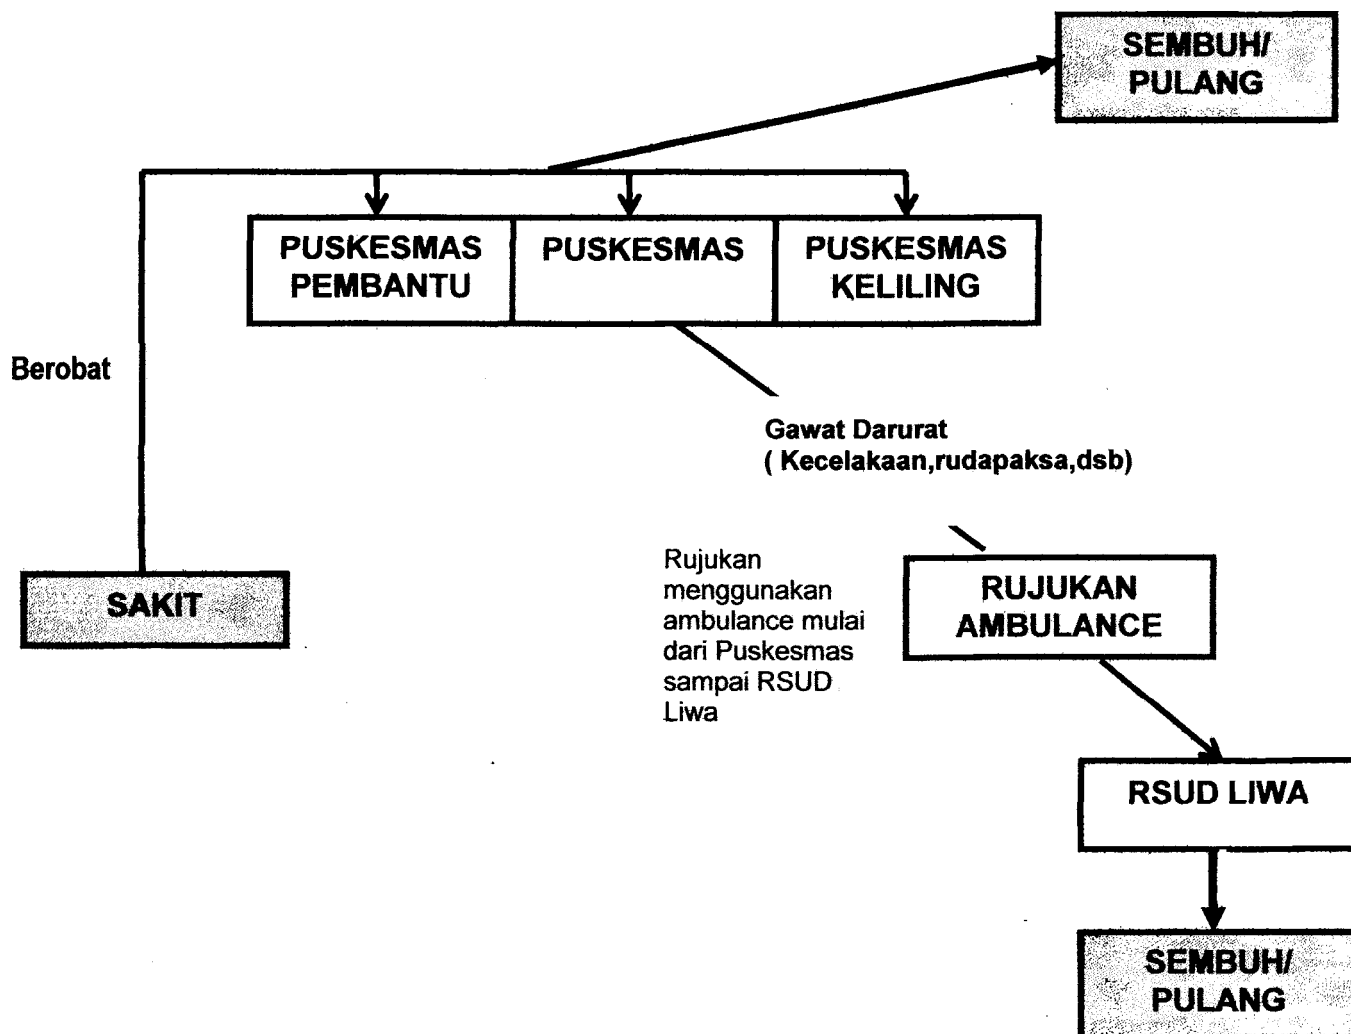 SEMBUH/
PULANG
PUSKESMAS
PEMBANTU
PUSKESMAS
PUSKESMAS
KELILING
Berobat
Gawat Darurat
( Kecelakaan,rudapaksa,dsb)
SAKIT
Rujukan
menggunakan
ambulance mulai
dari Puskesmas
sampai RSUD
Liwa
RUJUKAN
AMBULANCE
RSUD LIWA
SEMBUH/
PULANG